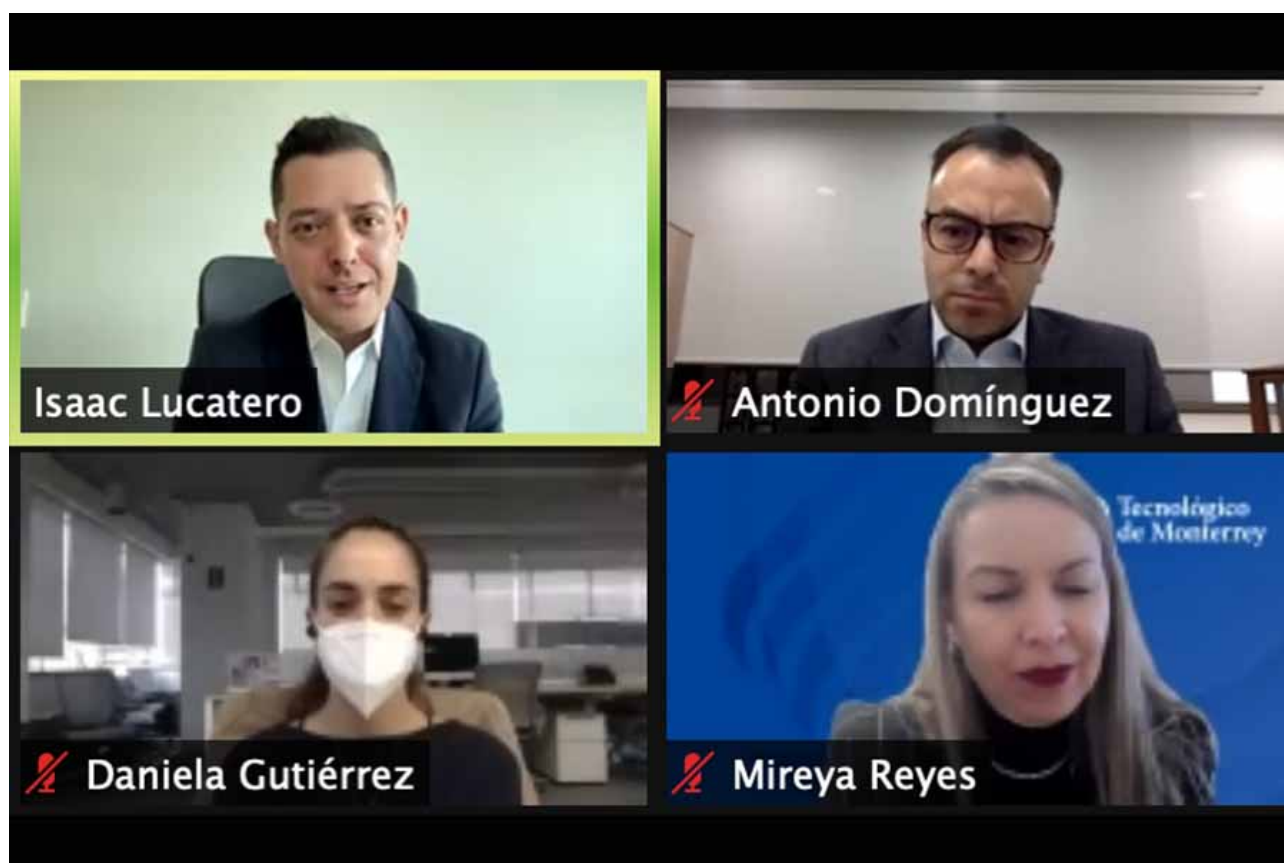 Isaac Lucatero
Antonio Domínguez
Tecnológico
de Monterrey
Daniela Gutiérrez
Mireya Reyes